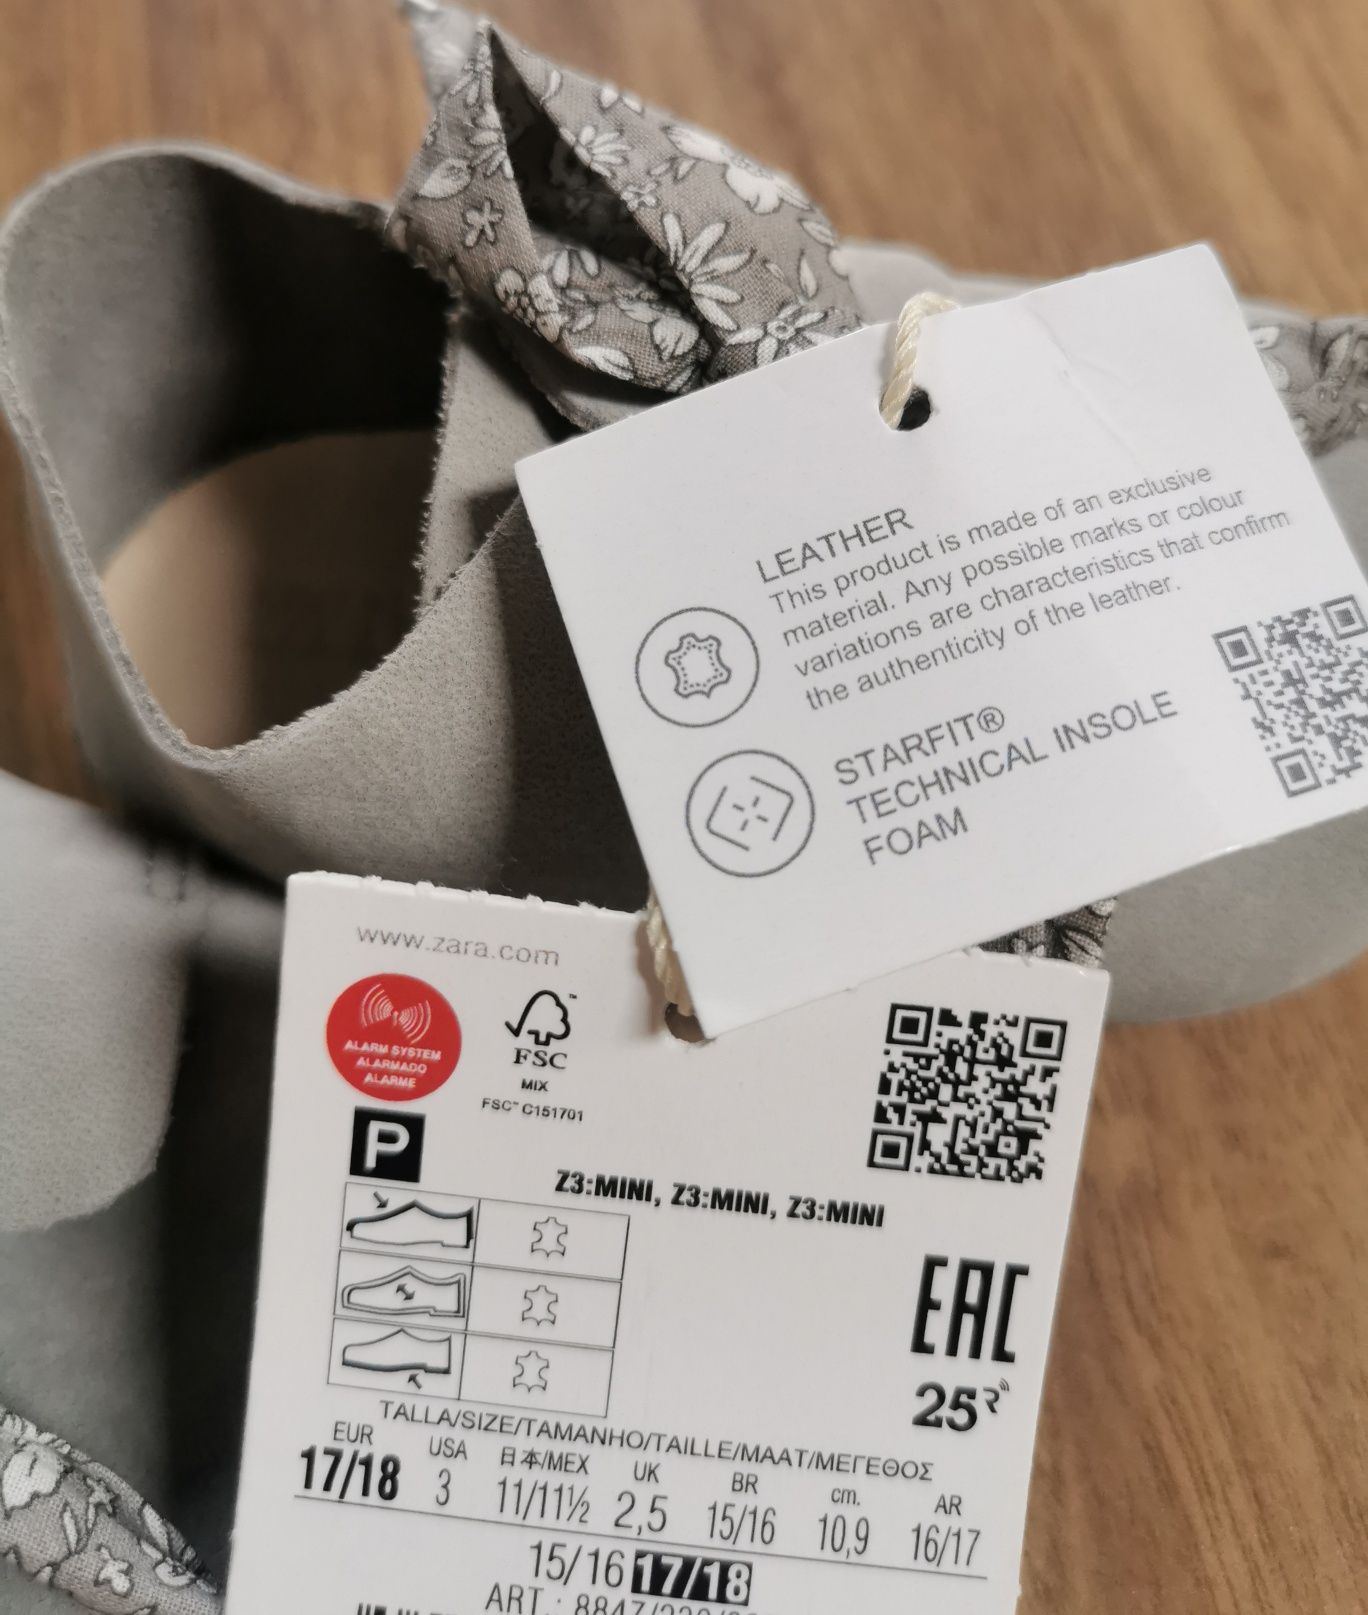 LEATHER
This product is made of an exclusive
material. Any possible marks or colour
variations are characteristics that confirm
the authenticity of the leather.
STARFIT®
TECHNICAL INSOLE
FOAM
www.zara.com
ALARM SYSTEM
ALARMADO
ALARME
FSC
MIX
FSC™ C151701
P
Z3:MINI, Z3:MINI, Z3:MINI
EAC
25
TALLA/SIZE/TAMANHO/TAILLE/MAAT/ΜΕΓΕΘΟΣ
EUR USA 日本/MEX UK BR cm. AR
17/18 3 11/11½ 2,5 15/16 10,9 16/17
15/16 17/18
ART.: 8847/